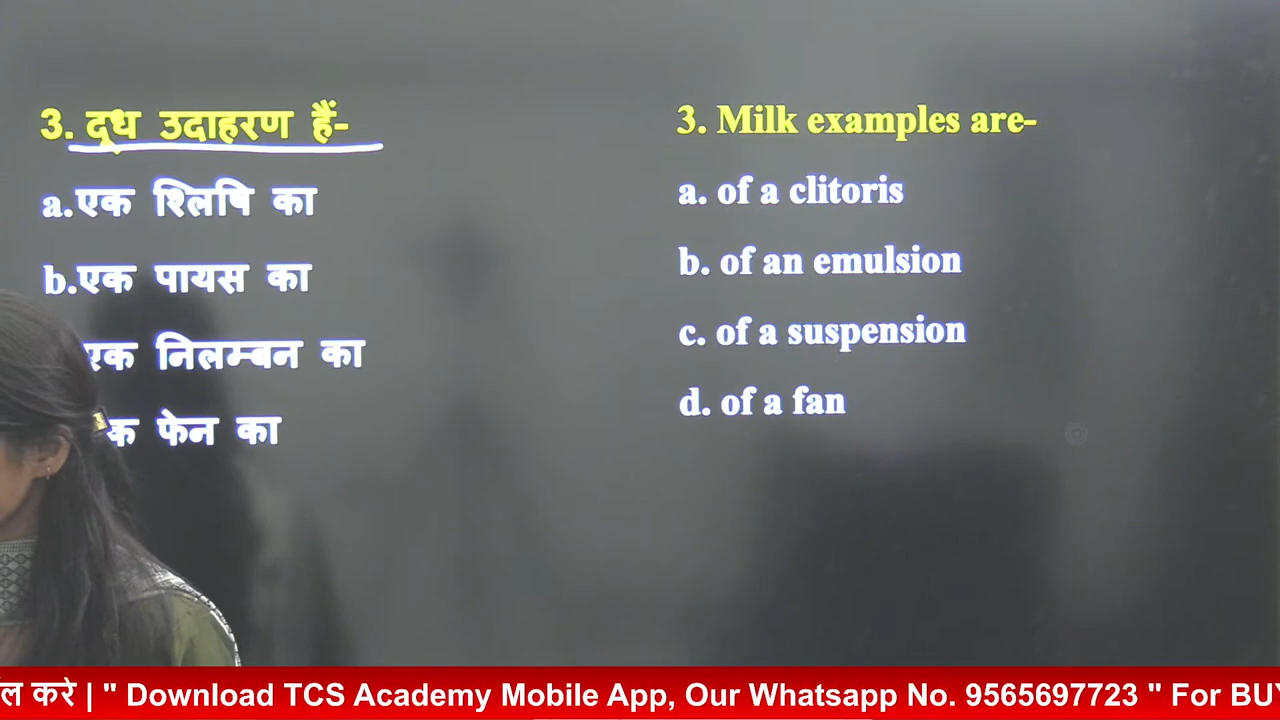 3. दूध उदाहरण हैं-
a.एक श्लिषि का
b.एक पायस का
एक निलम्बन का
क फेन का
3. Milk examples are-
a. of a clitoris
b. of an emulsion
c. of a suspension
d. of a fan
ल करे | " Download TCS Academy Mobile App, Our Whatsapp No. 9565697723 " For BUY